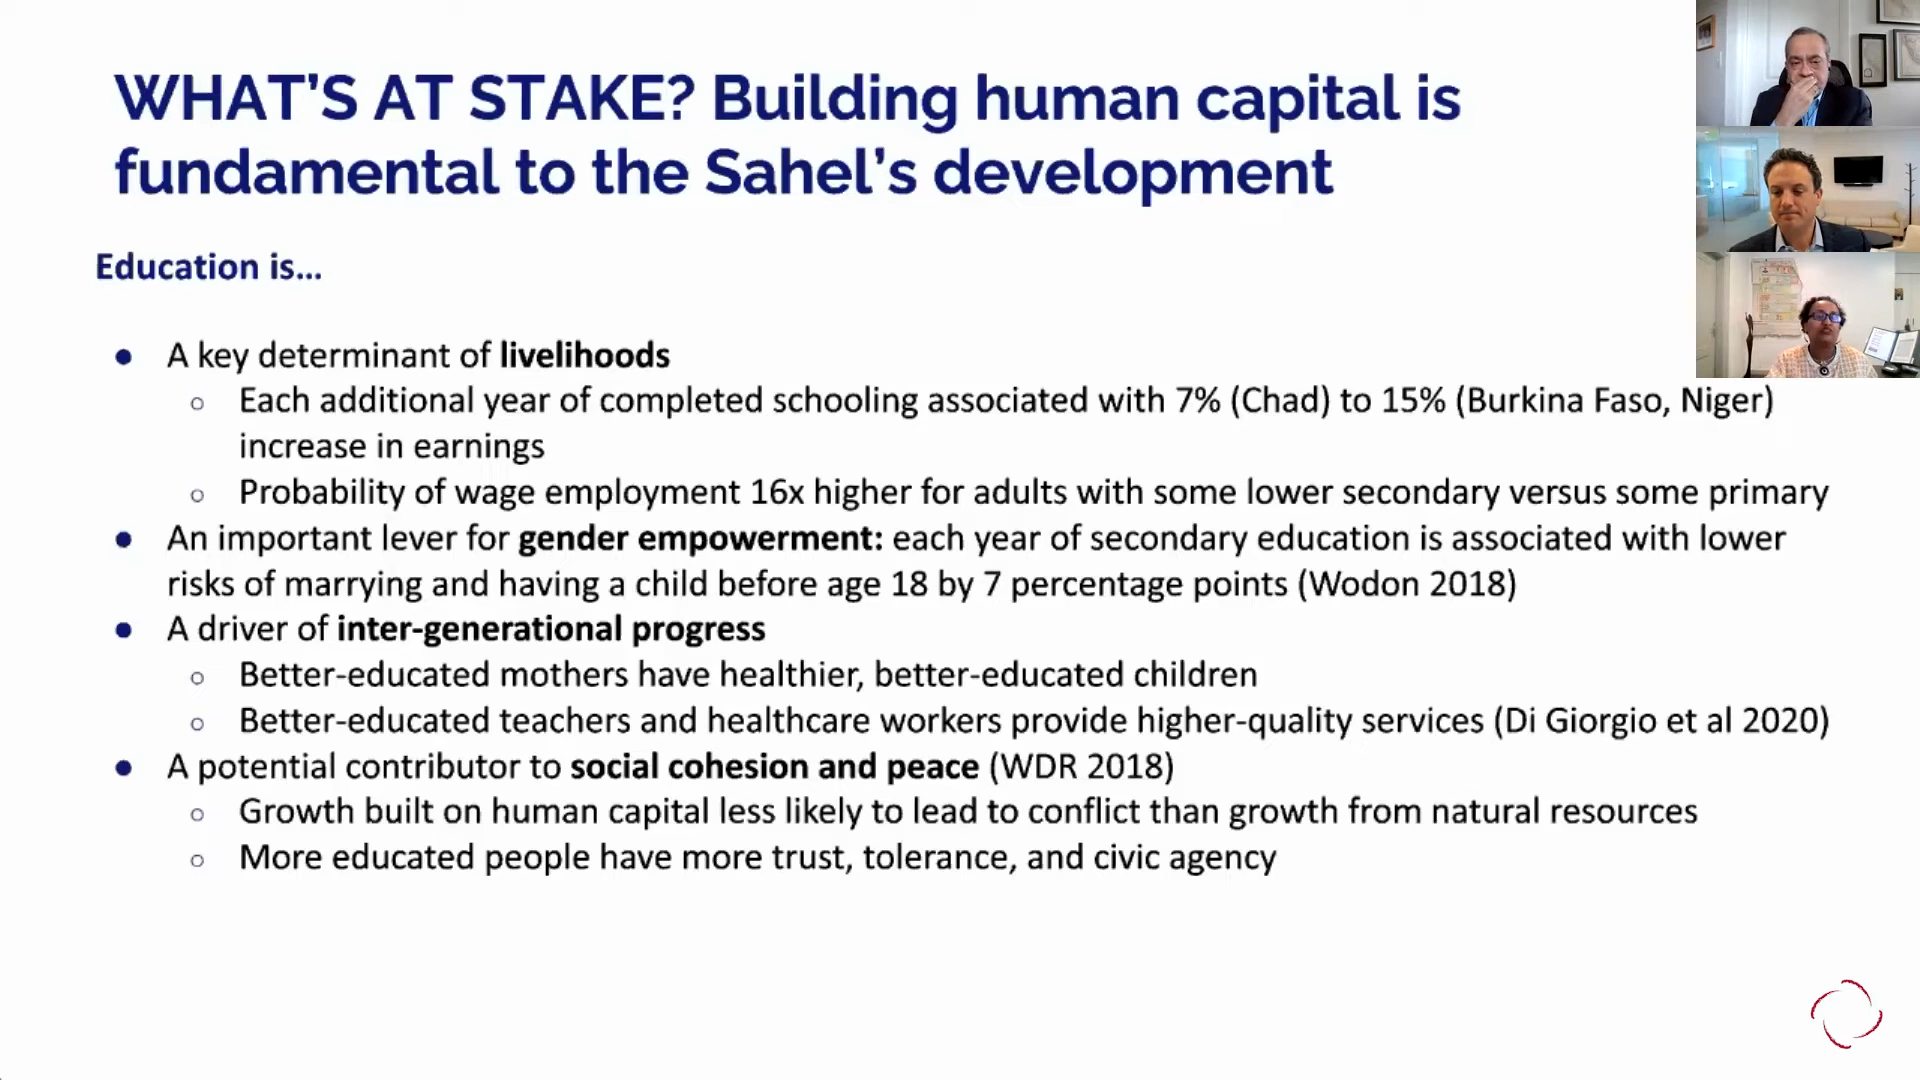 WHAT'S AT STAKE? Building human capital is
fundamental to the Sahel's development
Education is...
● A key determinant of livelihoods
○ Each additional year of completed schooling associated with 7% (Chad) to 15% (Burkina Faso, Niger)
increase in earnings
○ Probability of wage employment 16x higher for adults with some lower secondary versus some primary
● An important lever for gender empowerment: each year of secondary education is associated with lower
risks of marrying and having a child before age 18 by 7 percentage points (Wodon 2018)
● A driver of inter-generational progress
○ Better-educated mothers have healthier, better-educated children
○ Better-educated teachers and healthcare workers provide higher-quality services (Di Giorgio et al 2020)
● A potential contributor to social cohesion and peace (WDR 2018)
○ Growth built on human capital less likely to lead to conflict than growth from natural resources
○ More educated people have more trust, tolerance, and civic agency